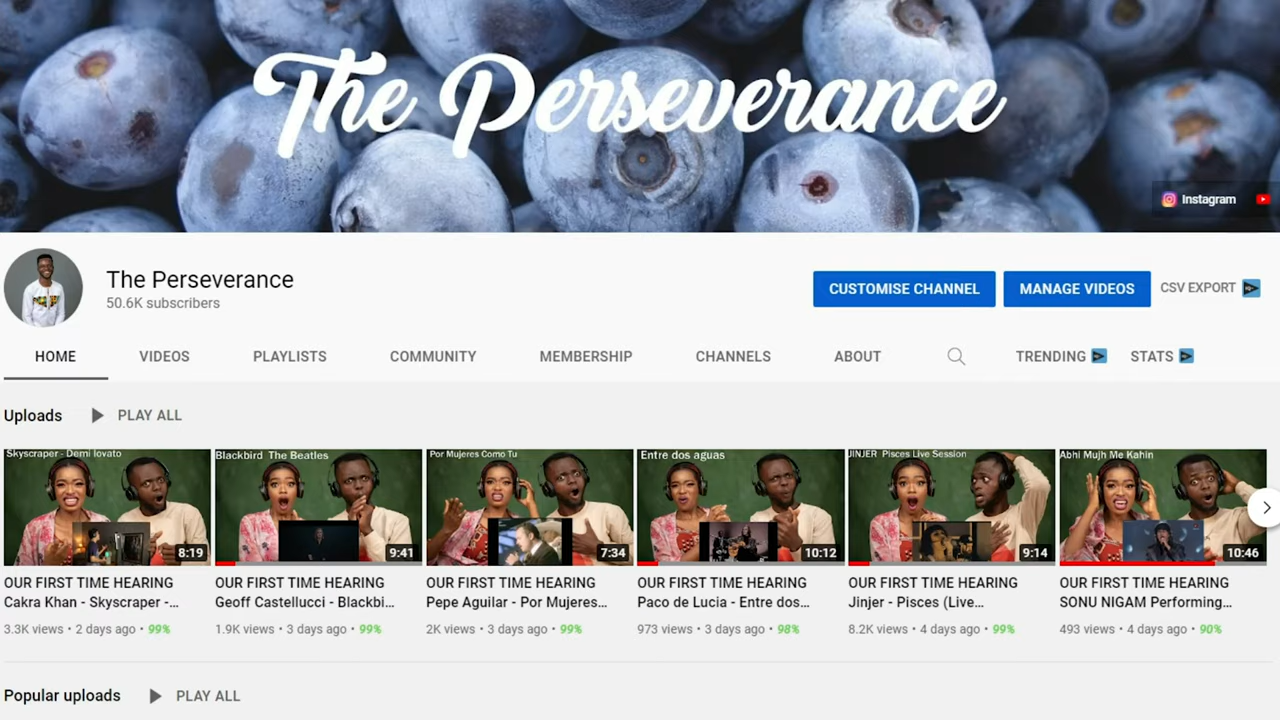 The Perseverance
Instagram
The Perseverance
50.6K subscribers
CUSTOMISE CHANNEL
MANAGE VIDEOS
CSV EXPORT
HOME
VIDEOS
PLAYLISTS
COMMUNITY
MEMBERSHIP
CHANNELS
ABOUT
TRENDING
STATS
Uploads
PLAY ALL
Skyscraper - Demi lovato
8:19
OUR FIRST TIME HEARING
Cakra Khan - Skyscraper -...
3.3K views • 2 days ago • 99%
Blackbird The Beatles
9:41
OUR FIRST TIME HEARING
Geoff Castellucci - Blackbi...
1.9K views • 3 days ago • 99%
Por Mujeres Como Tu
7:34
OUR FIRST TIME HEARING
Pepe Aguilar - Por Mujeres...
2K views • 3 days ago • 99%
Entre dos aguas
10:12
OUR FIRST TIME HEARING
Paco de Lucia - Entre dos...
973 views • 3 days ago • 98%
JINJER Pisces Live Session
9:14
OUR FIRST TIME HEARING
Jinjer - Pisces (Live...
8.2K views • 4 days ago • 99%
Abhi Mujh Me Kahin
10:46
OUR FIRST TIME HEARING
SONU NIGAM Performing...
493 views • 4 days ago • 90%
Popular uploads
PLAY ALL